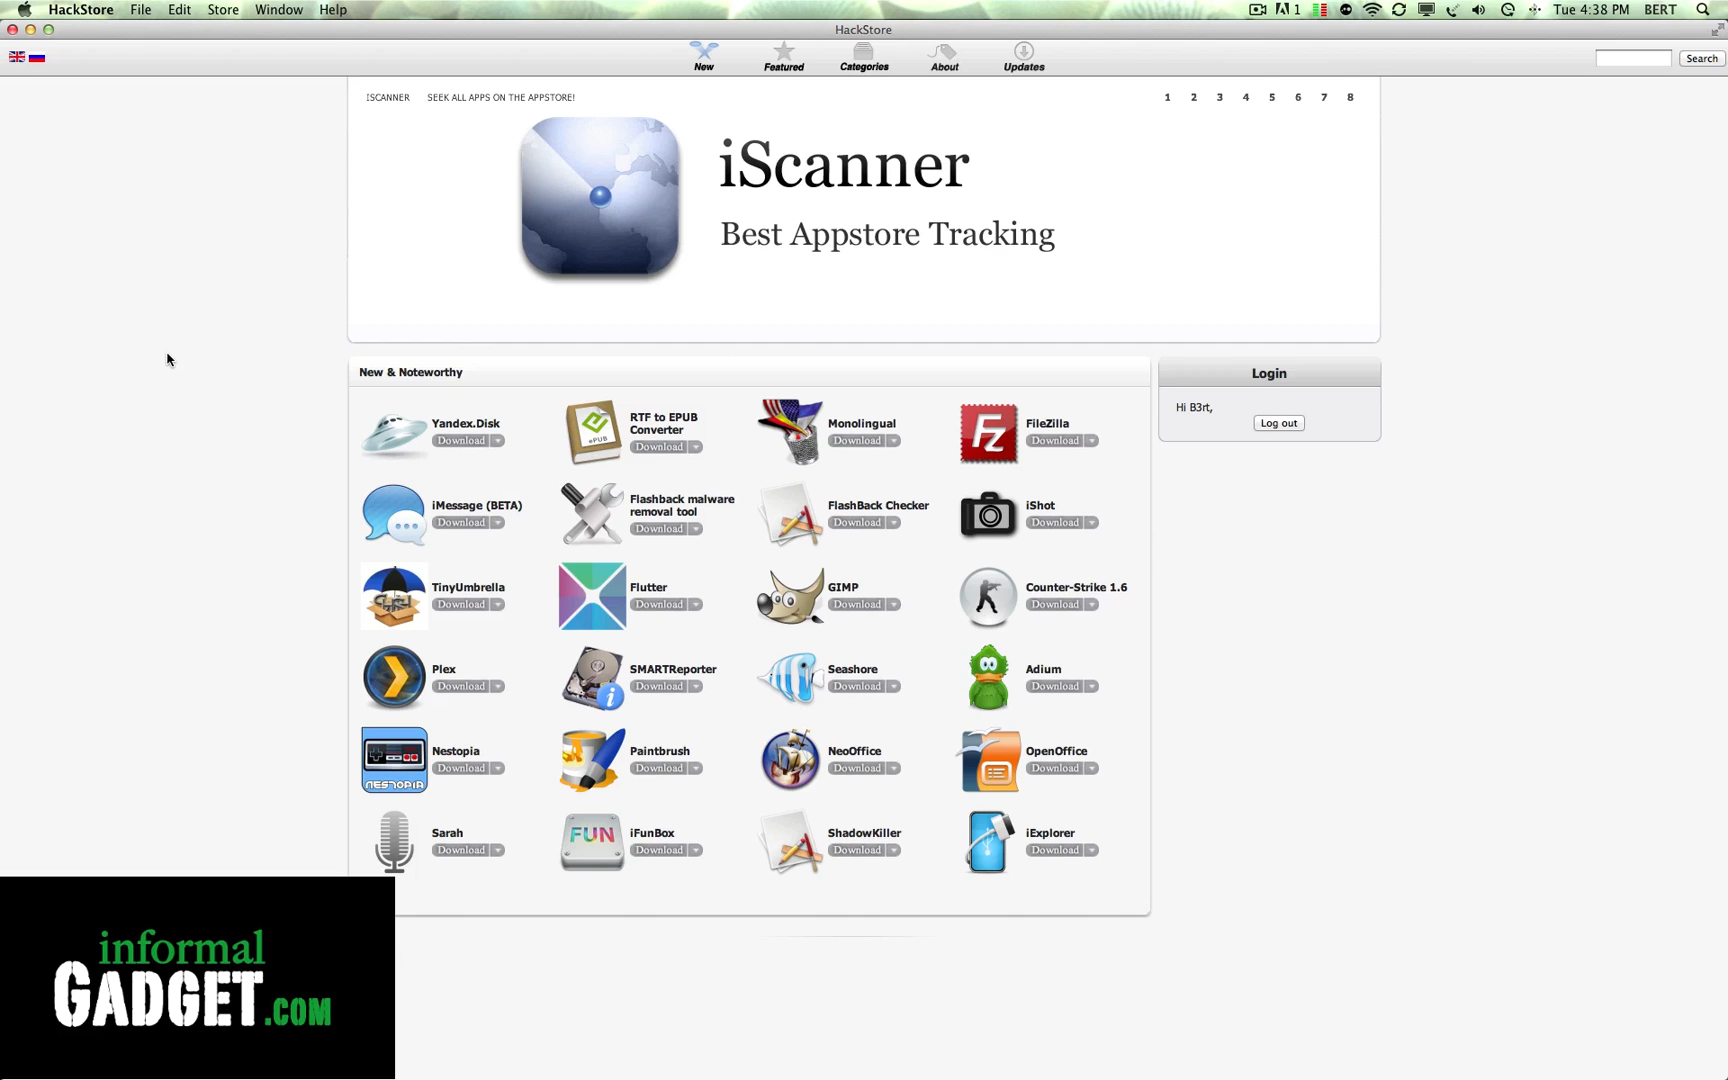 HackStore File Edit Store Window Help 1 Tue 4:38 PM BERT
HackStore
New Featured Categories About Updates Search
ISCANNER SEEK ALL APPS ON THE APPSTORE! 1 2 3 4 5 6 7 8
iScanner
Best Appstore Tracking
New & Noteworthy
Login
Hi B3rt,
Log out
Yandex.Disk
Download
RTF to EPUB
Converter
Download
ePUB
Monolingual
Download
FileZilla
Download
Fz
iMessage (BETA)
Download
Flashback malware
removal tool
Download
FlashBack Checker
Download
iShot
Download
TinyUmbrella
Download
Flutter
Download
GIMP
Download
Counter-Strike 1.6
Download
Plex
Download
SMARTReporter
Download
Seashore
Download
Adium
Download
Nestopia
Download
NESTOPIA
Paintbrush
Download
NeoOffice
Download
OpenOffice
Download
Sarah
Download
iFunBox
Download
FUN
ShadowKiller
Download
iExplorer
Download
informal
GADGET.COM